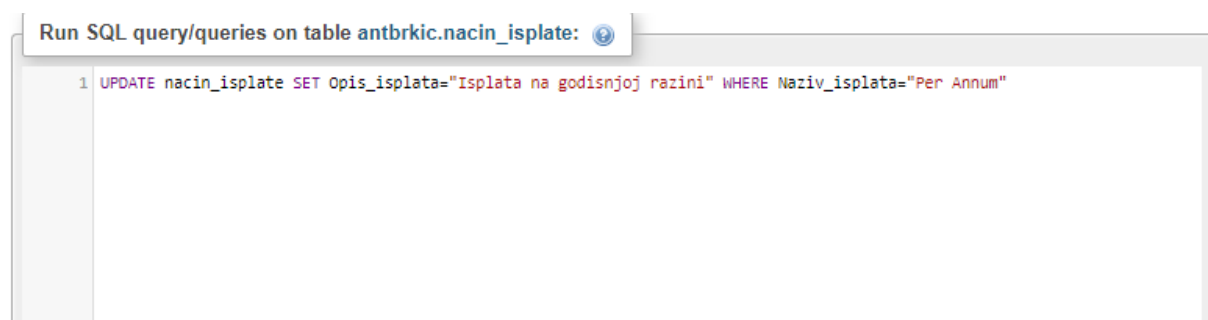 Run SQL query/queries on table antbrkic.nacin_isplate:
1 UPDATE nacin_isplate SET Opis_isplata="Isplata na godisnjoj razini" WHERE Naziv_isplata="Per Annum"